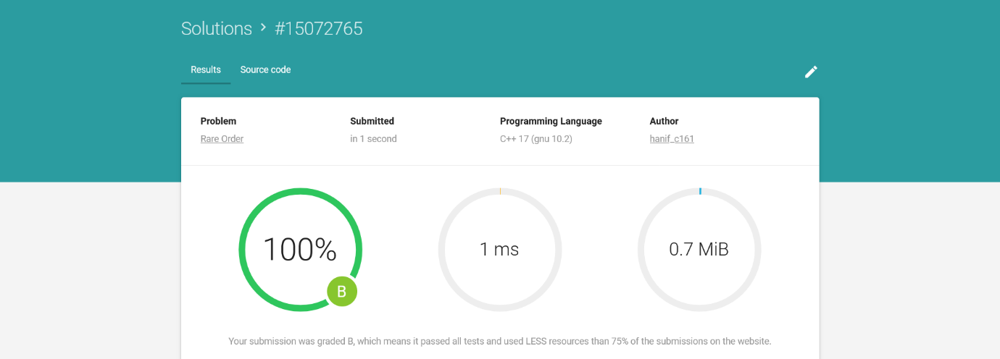 Solutions > #15072765
Results Source code
Problem Submitted Programming Language Author
Rare Order in 1 second C++ 17 (gnu 10.2) hanif_c161
100% 1 ms 0.7 MiB
B
Your submission was graded B, which means it passed all tests and used LESS resources than 75% of the submissions on the website.